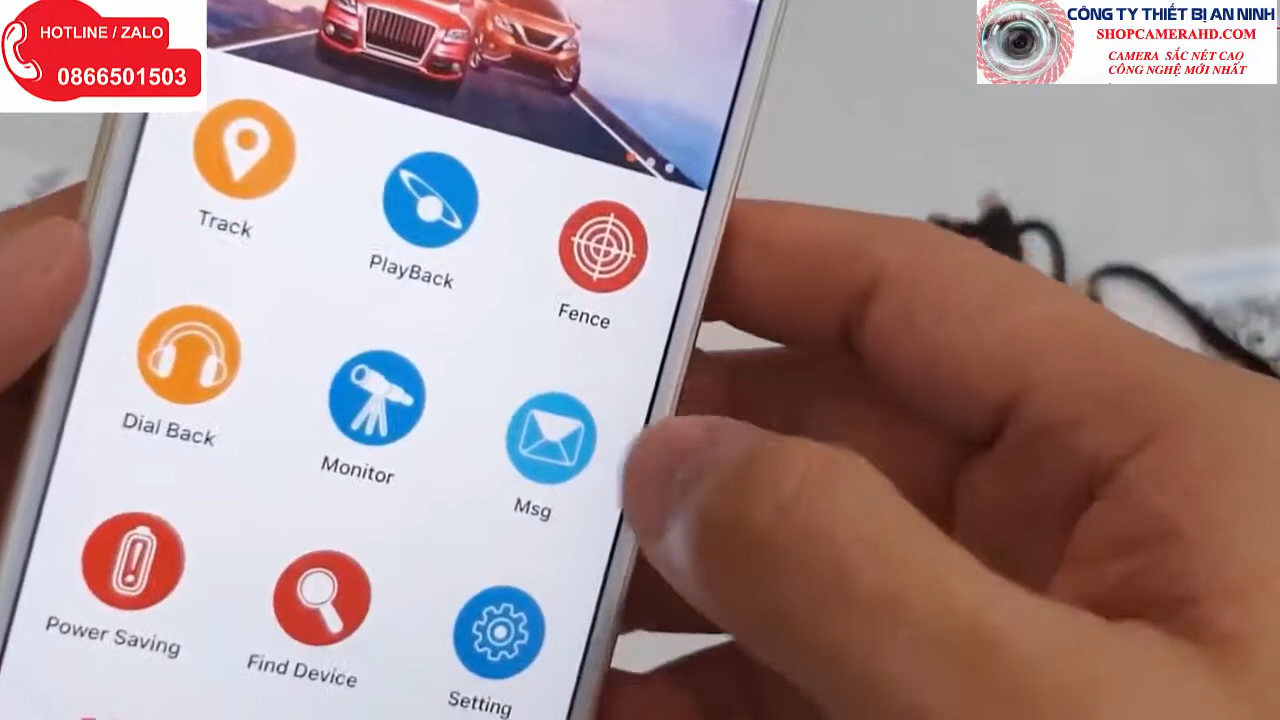 HOTLINE / ZALO
0866501503
CÔNG TY THIẾT BỊ AN NINH
SHOPCAMERAHD.COM
CAMERA SẮC NÉT CAO
CÔNG NGHỆ MỚI NHẤT
Track
PlayBack
Fence
Dial Back
Monitor
Msg
Power Saving
Find Device
Setting